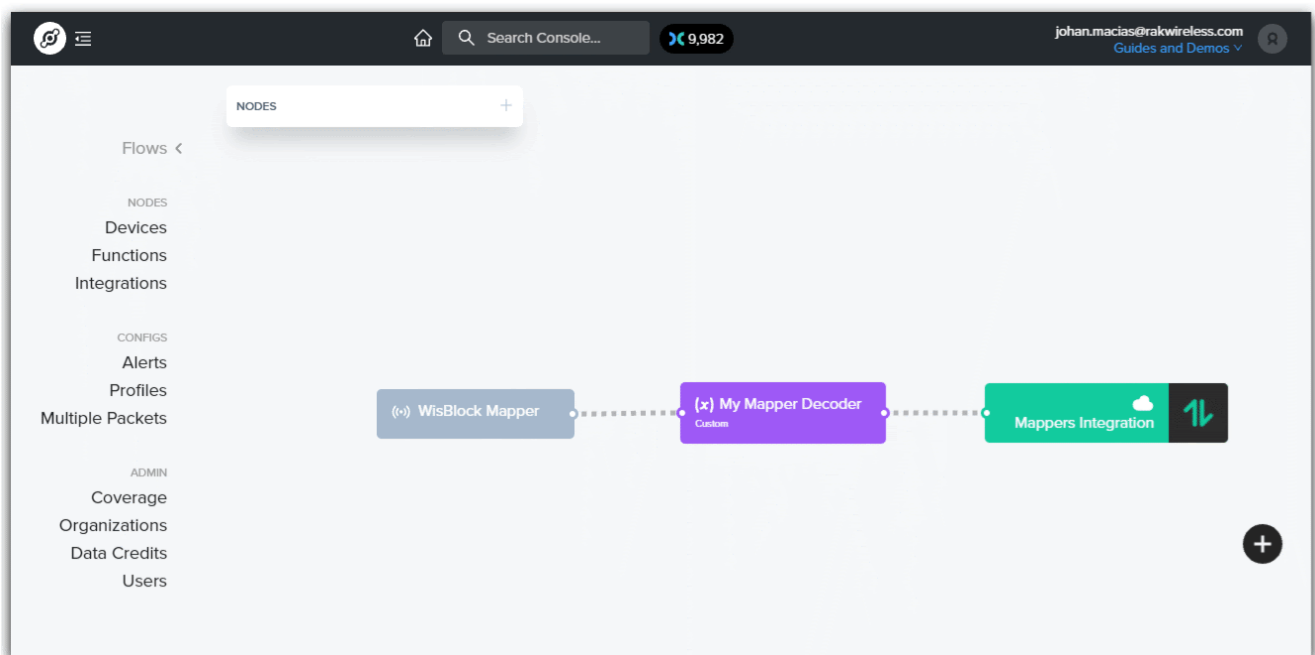 Search Console...
9,982
johan.macias@rakwireless.com
Guides and Demos
NODES
Flows
NODES
Devices
Functions
Integrations
CONFIGS
Alerts
Profiles
Multiple Packets
ADMIN
Coverage
Organizations
Data Credits
Users
WisBlock Mapper
(x) My Mapper Decoder
Custom
Mappers Integration